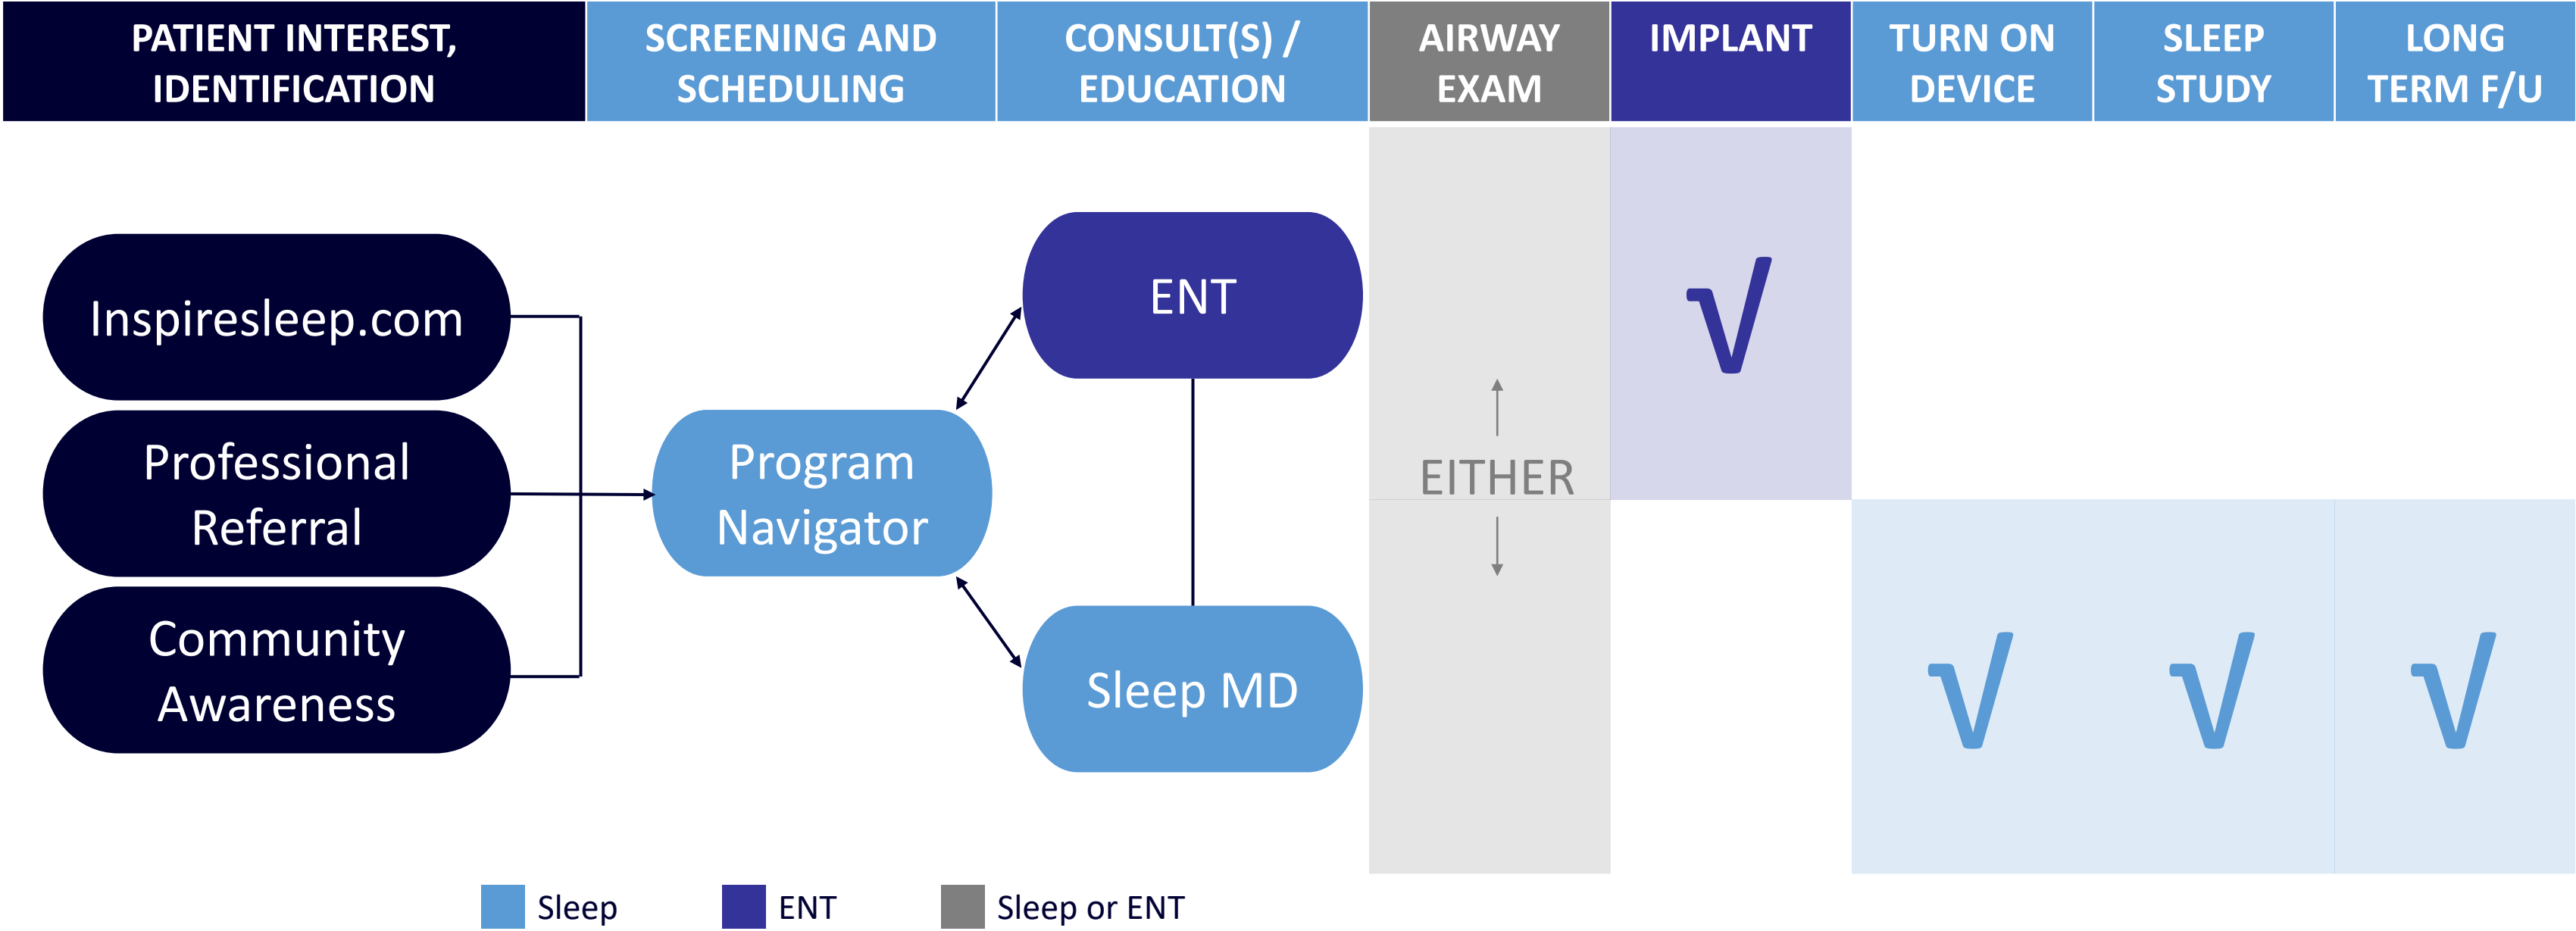 PATIENT INTEREST,
IDENTIFICATION
SCREENING AND
SCHEDULING
CONSULT(S) /
EDUCATION
AIRWAY
EXAM
IMPLANT
TURN ON
DEVICE
SLEEP
STUDY
LONG
TERM F/U
Inspiresleep.com
Professional
Referral
Community
Awareness
Program
Navigator
ENT
Sleep MD
EITHER
√
√
√
√
Sleep
ENT
Sleep or ENT